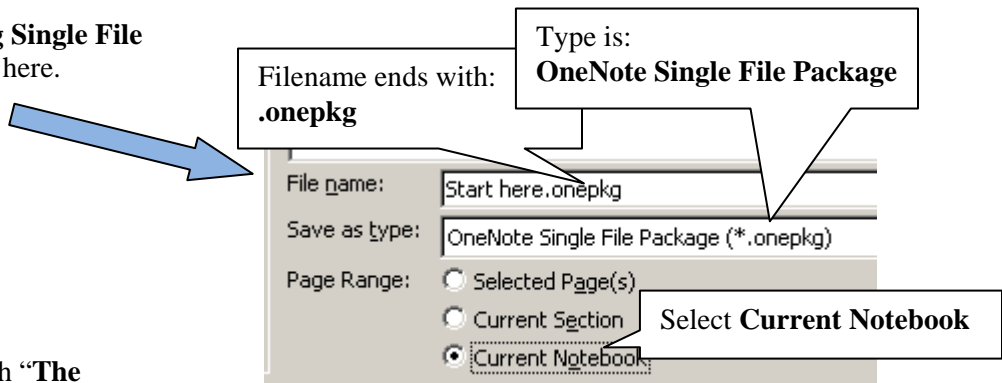 Single File
here.
Filename ends with:
.onepkg
Type is:
OneNote Single File Package
File name: Start here.onepkg
Save as type: OneNote Single File Package (*.onepkg)
Page Range: Selected Page(s)
Current Section
Current Notebook
Select Current Notebook
“The